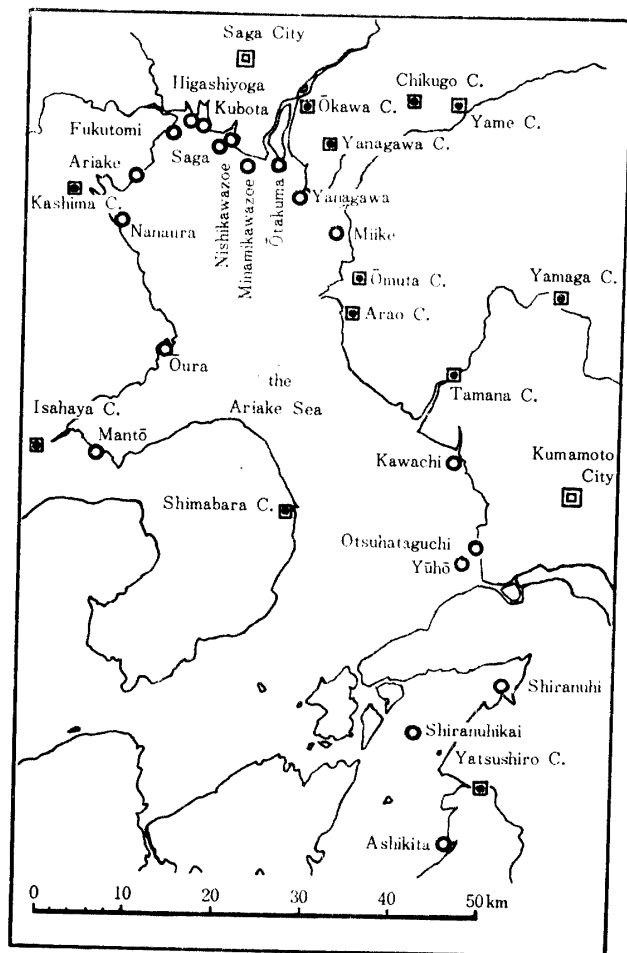 Saga City
Higashiyoga
Kubota
Chikugo C.
Ōkawa C.
Yame C.
Fukutomi
Saga
Yanagawa C.
Ariake
Kashima C.
Nishikawazoe
Minamikawazoe
Ōtakuma
Yanagawa
Nanaura
Miike
Ōmuta C.
Yamaga C.
Arao C.
Ōura
the
Ariake Sea
Tamana C.
Isahaya C.
Mantō
Kawachi
Kumamoto
City
Shimabara C.
Otsuhataguchi
Yūhō
Shiranuhi
Shiranuhikai
Yatsushiro C.
Ashikita
0 10 20 30 40 50 km